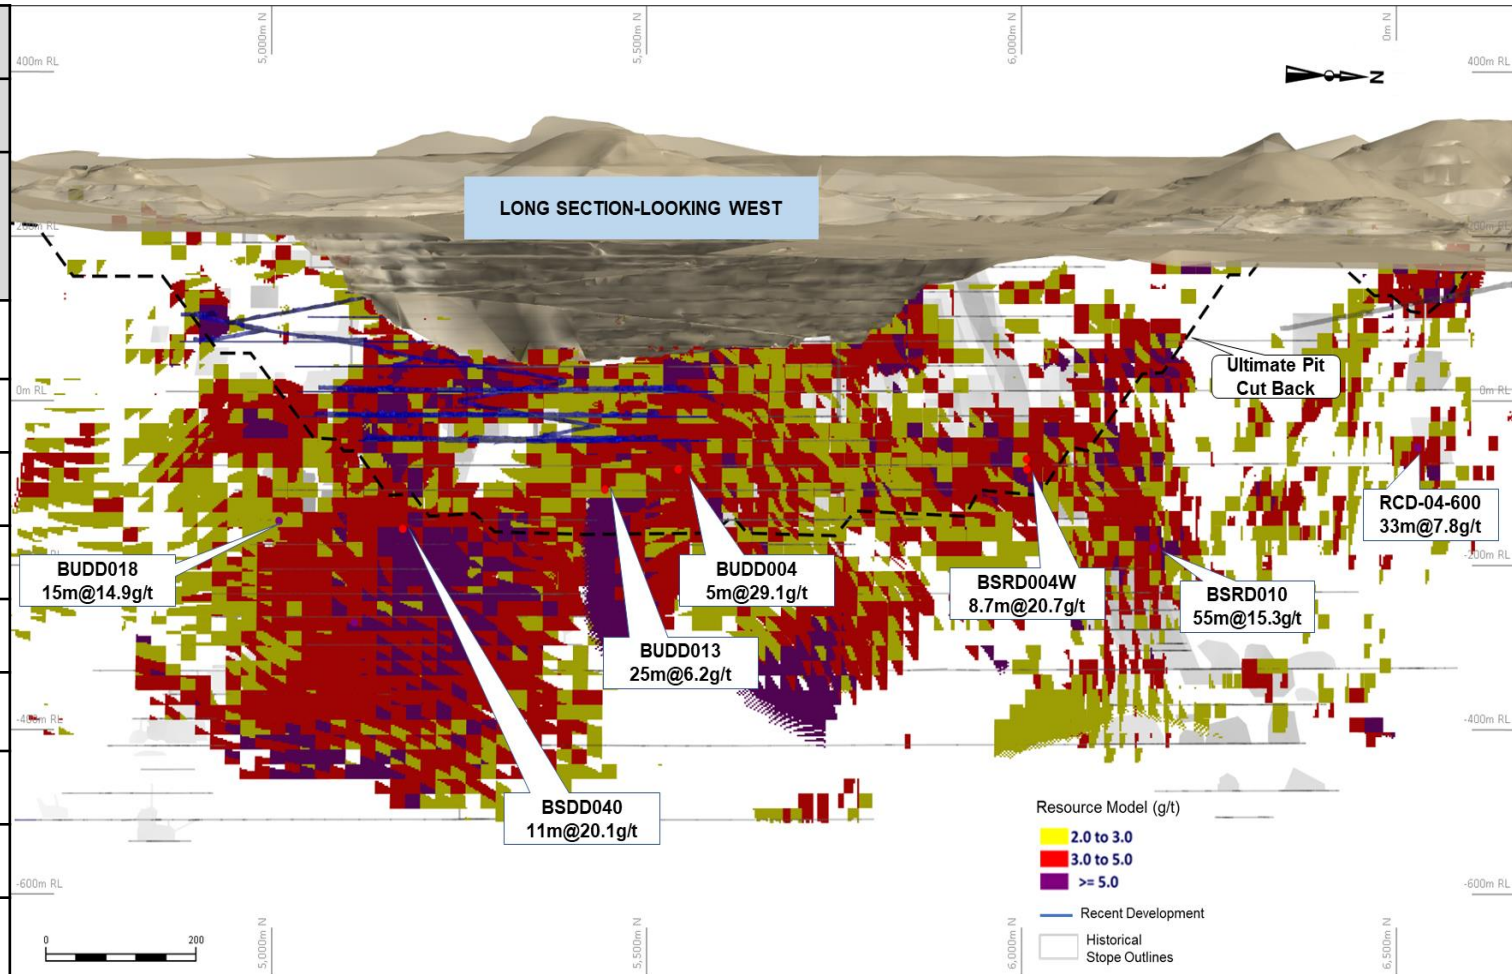 5,000m N
5,500m N
6,000m N
0m N
400m RL
400m RL
N
LONG SECTION-LOOKING WEST
200m RL
Ultimate Pit
Cut Back
0m RL
0m RL
RCD-04-600
33m@7.8g/t
BUDD018
15m@14.9g/t
BUDD004
5m@29.1g/t
BSRD004W
8.7m@20.7g/t
-200m RL
BSRD010
55m@15.3g/t
BUDD013
25m@6.2g/t
-400m RL
-400m RL
BSDD040
11m@20.1g/t
Resource Model (g/t)
2.0 to 3.0
3.0 to 5.0
>= 5.0
-600m RL
-600m RL
Recent Development
Historical
Stope Outlines
0 200
5,000m N
5,500m N
6,000m N
6,500m N